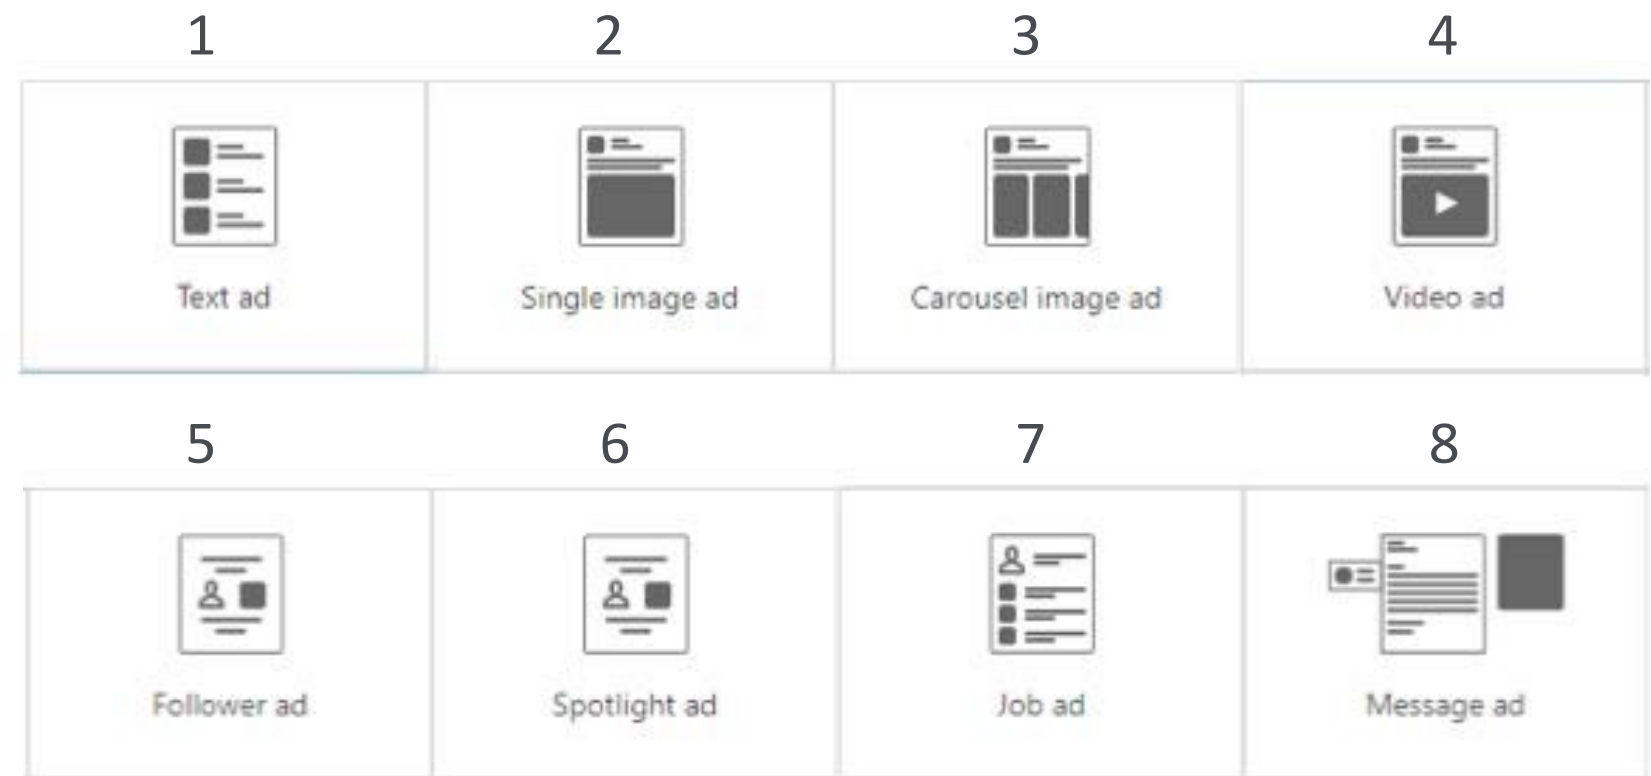 1 2 3 4
Text ad Single image ad Carousel image ad Video ad
5 6 7 8
Follower ad Spotlight ad Job ad Message ad